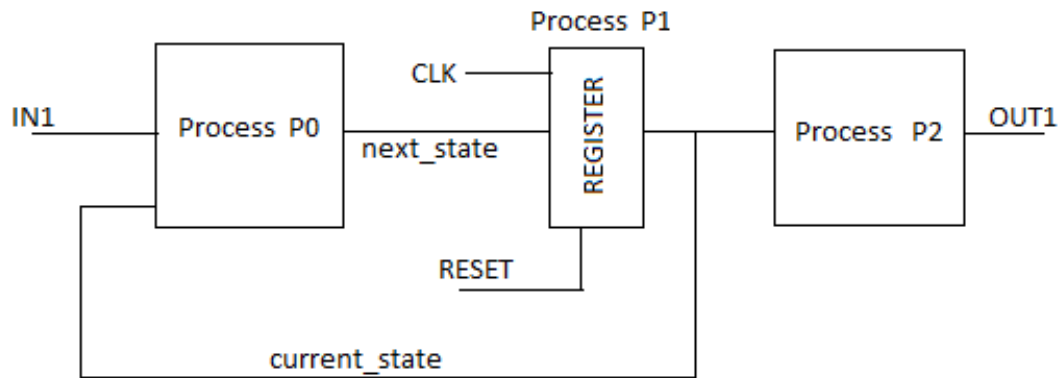 Process P1
CLK
IN1
Process P0
REGISTER
Process P2
OUT1
next_state
RESET
current_state